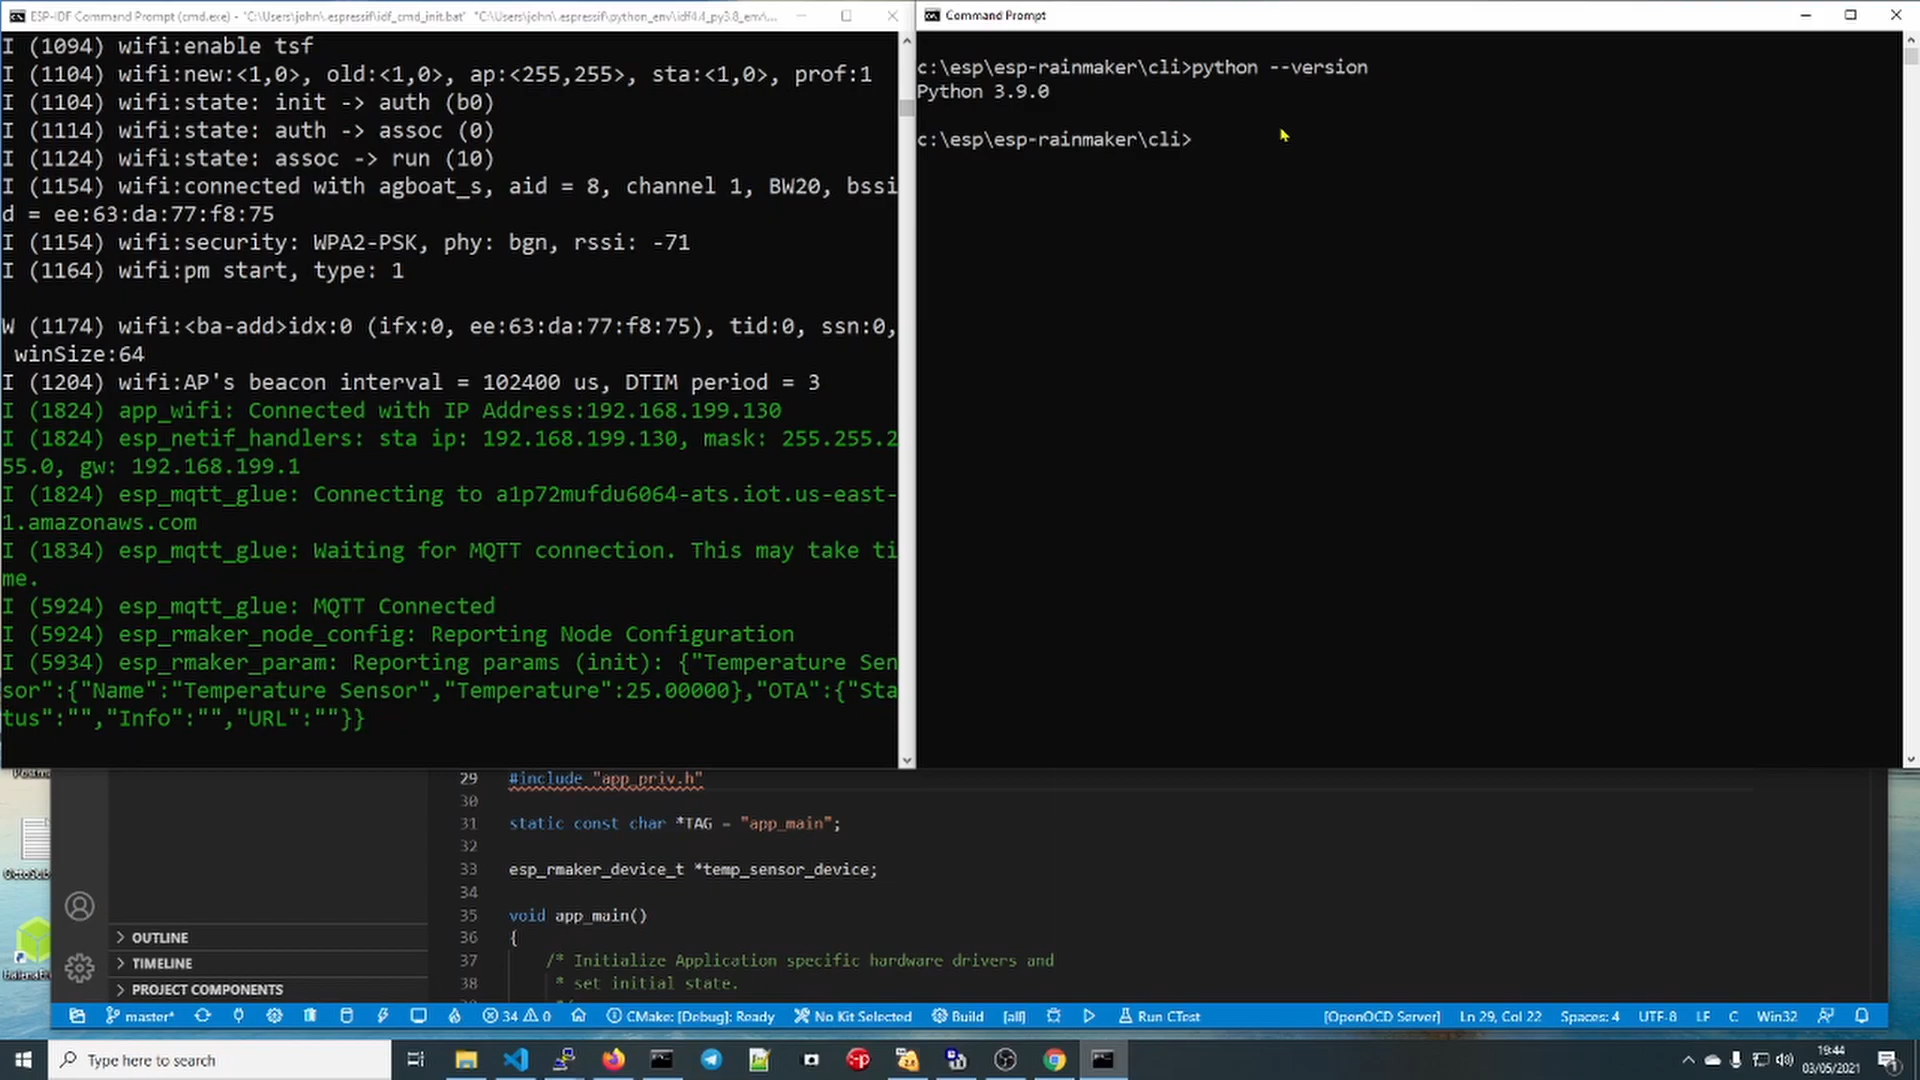 ESP-IDF Command Prompt (cmd.exe) - "C:\Users\john\.espressif\idf_cmd_init.bat" "C:\Users\john\.espressif\python_env\idf4.4_py3.8_env\...
I (1094) wifi:enable tsf
I (1104) wifi:new:<1,0>, old:<1,0>, ap:<255,255>, sta:<1,0>, prof:1
I (1104) wifi:state: init -> auth (b0)
I (1114) wifi:state: auth -> assoc (0)
I (1124) wifi:state: assoc -> run (10)
I (1154) wifi:connected with agboat_s, aid = 8, channel 1, BW20, bssi
d = ee:63:da:77:f8:75
I (1154) wifi:security: WPA2-PSK, phy: bgn, rssi: -71
I (1164) wifi:pm start, type: 1
W (1174) wifi:<ba-add>idx:0 (ifx:0, ee:63:da:77:f8:75), tid:0, ssn:0,
winSize:64
I (1204) wifi:AP's beacon interval = 102400 us, DTIM period = 3
I (1824) app_wifi: Connected with IP Address:192.168.199.130
I (1824) esp_netif_handlers: sta ip: 192.168.199.130, mask: 255.255.2
55.0, gw: 192.168.199.1
I (1824) esp_mqtt_glue: Connecting to a1p72mufdu6064-ats.iot.us-east-
1.amazonaws.com
I (1834) esp_mqtt_glue: Waiting for MQTT connection. This may take ti
me.
I (5924) esp_mqtt_glue: MQTT Connected
I (5924) esp_rmaker_node_config: Reporting Node Configuration
I (5934) esp_rmaker_param: Reporting params (init): {"Temperature Sen
sor":{"Name":"Temperature Sensor","Temperature":25.00000},"OTA":{"Sta
tus":"","Info":"","URL":""}}
Command Prompt
c:\esp\esp-rainmaker\cli>python --version
Python 3.9.0
c:\esp\esp-rainmaker\cli>
29 #include "app_priv.h"
30
31 static const char *TAG = "app_main";
32
33 esp_rmaker_device_t *temp_sensor_device;
34
35 void app_main()
36 {
37 /* Initialize Application specific hardware drivers and
38 * set initial state.
OUTLINE
TIMELINE
PROJECT COMPONENTS
master* 34 0 CMake: [Debug]: Ready No Kit Selected Build [all] Run CTest [OpenOCD Server] Ln 29, Col 22 Spaces: 4 UTF-8 LF C Win32
Type here to search
19:44
03/05/2021